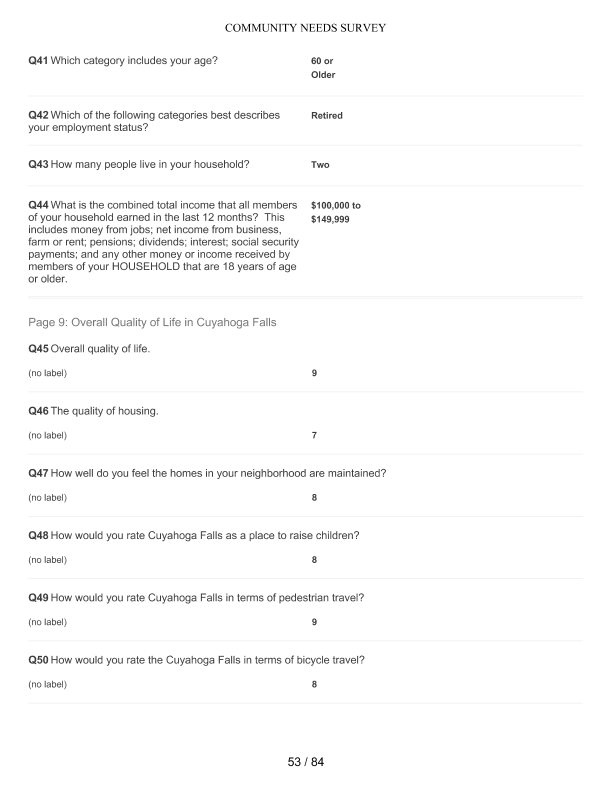 COMMUNITY NEEDS SURVEY
Q41 Which category includes your age?
60 or
Older
Q42 Which of the following categories best describes
your employment status?
Retired
Q43 How many people live in your household?
Two
Q44 What is the combined total income that all members
of your household earned in the last 12 months?  This
includes money from jobs; net income from business,
farm or rent; pensions; dividends; interest; social security
payments; and any other money or income received by
members of your HOUSEHOLD that are 18 years of age
or older.
$100,000 to
$149,999
Page 9: Overall Quality of Life in Cuyahoga Falls
Q45 Overall quality of life.
(no label) 9
Q46 The quality of housing.
(no label) 7
Q47 How well do you feel the homes in your neighborhood are maintained?
(no label) 8
Q48 How would you rate Cuyahoga Falls as a place to raise children?
(no label) 8
Q49 How would you rate Cuyahoga Falls in terms of pedestrian travel?
(no label) 9
Q50 How would you rate the Cuyahoga Falls in terms of bicycle travel?
(no label) 8
53 / 84